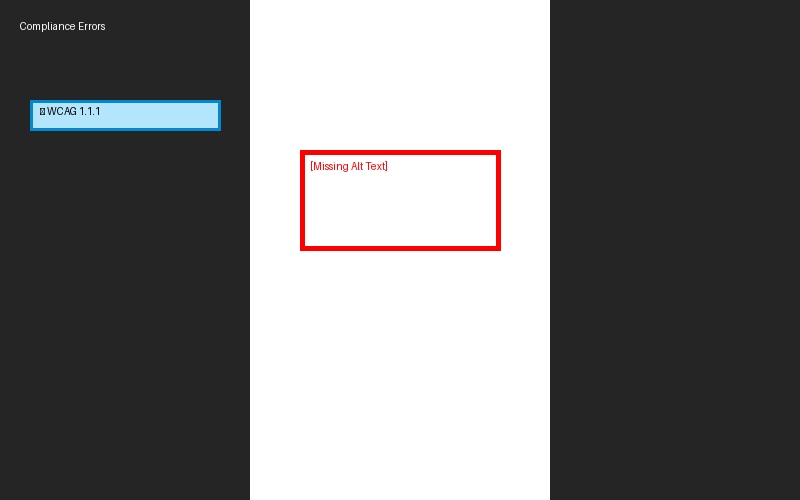 Compliance Errors
WCAG 1.1.1
[Missing Alt Text]